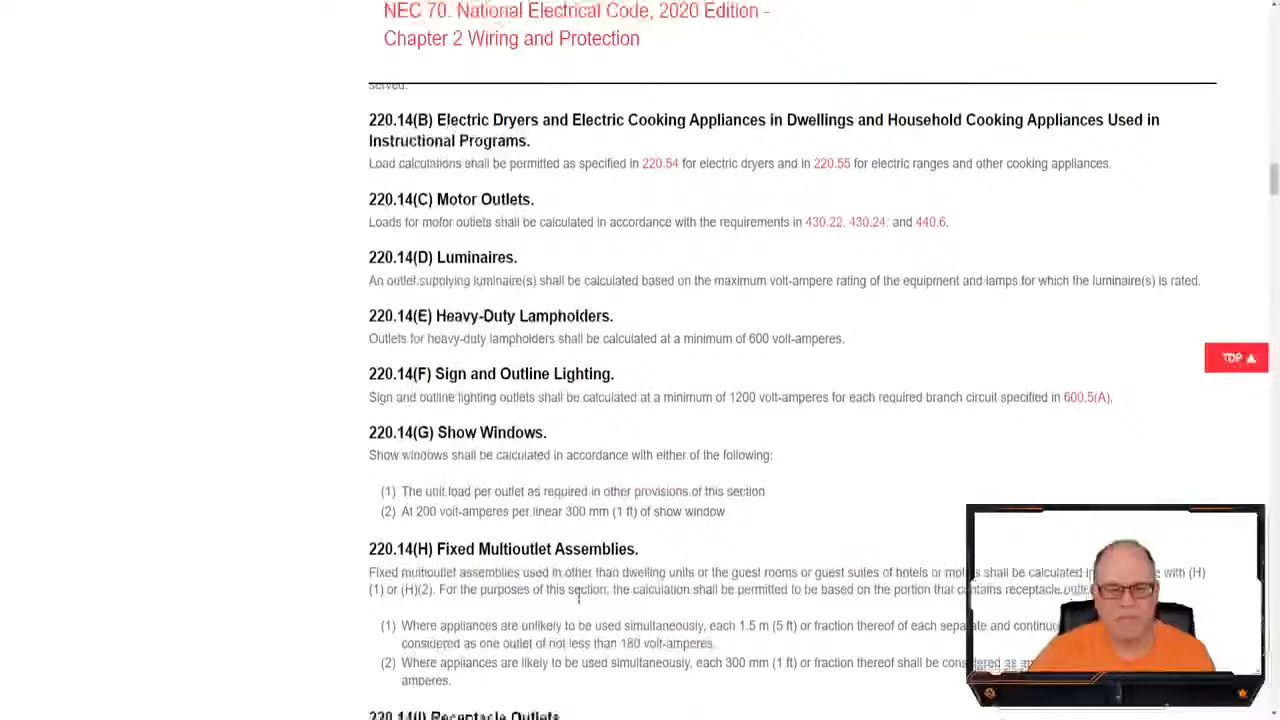 NEC 70. National Electrical Code, 2020 Edition -
Chapter 2 Wiring and Protection
served.
220.14(B) Electric Dryers and Electric Cooking Appliances in Dwellings and Household Cooking Appliances Used in
Instructional Programs.
Load calculations shall be permitted as specified in 220.54 for electric dryers and in 220.55 for electric ranges and other cooking appliances.
220.14(C) Motor Outlets.
Loads for motor outlets shall be calculated in accordance with the requirements in 430.22, 430.24, and 440.6.
220.14(D) Luminaires.
An outlet supplying luminaire(s) shall be calculated based on the maximum volt-ampere rating of the equipment and lamps for which the luminaire(s) is rated.
220.14(E) Heavy-Duty Lampholders.
Outlets for heavy-duty lampholders shall be calculated at a minimum of 600 volt-amperes.
TOP ▲
220.14(F) Sign and Outline Lighting.
Sign and outline lighting outlets shall be calculated at a minimum of 1200 volt-amperes for each required branch circuit specified in 600.5(A).
220.14(G) Show Windows.
Show windows shall be calculated in accordance with either of the following:
(1) The unit load per outlet as required in other provisions of this section
(2) At 200 volt-amperes per linear 300 mm (1 ft) of show window
220.14(H) Fixed Multioutlet Assemblies.
Fixed multioutlet assemblies used in other than dwelling units or the guest rooms or guest suites of hotels or shall be calculated with (H)
(1) or (H)(2). For the purposes of this section, the calculation shall be permitted to be based on the portion that contains receptacle
(1) Where appliances are unlikely to be used simultaneously, each 1.5 m (5 ft) or fraction thereof of each
considered as one outlet of not less than 180 volt-amperes.
(2) Where appliances are likely to be used simultaneously, each 300 mm (1 ft) or fraction thereof shall be
amperes.
220.14(I) Receptacle Outlets